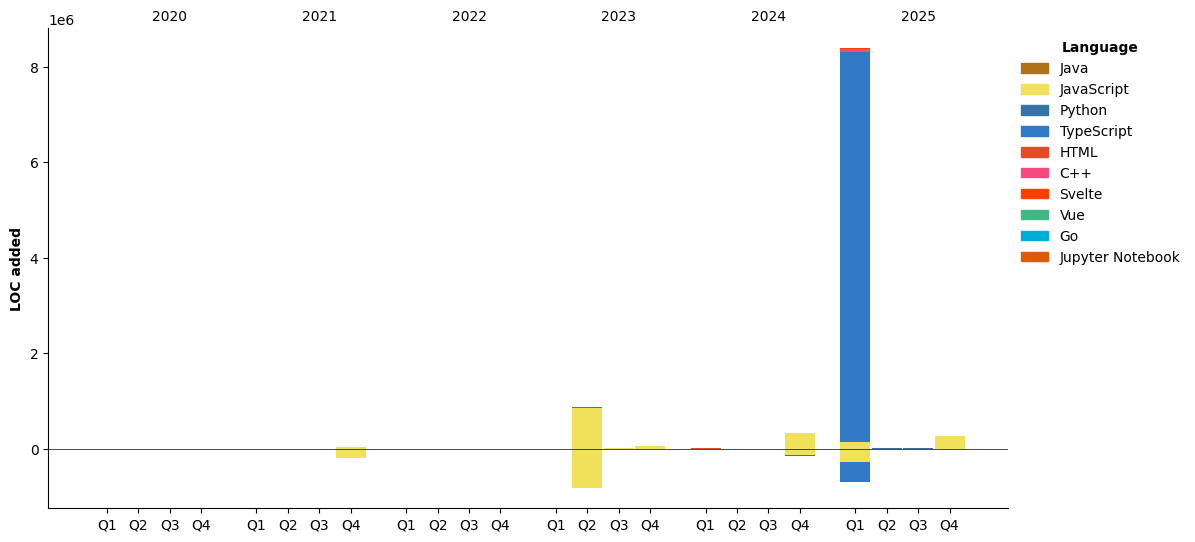 1e6
2020 2021 2022 2023 2024 2025
Language
Java
JavaScript
Python
TypeScript
HTML
C++
Svelte
Vue
Go
Jupyter Notebook
LOC added
8
6
4
2
0
Q1 Q2 Q3 Q4 Q1 Q2 Q3 Q4 Q1 Q2 Q3 Q4 Q1 Q2 Q3 Q4 Q1 Q2 Q3 Q4 Q1 Q2 Q3 Q4